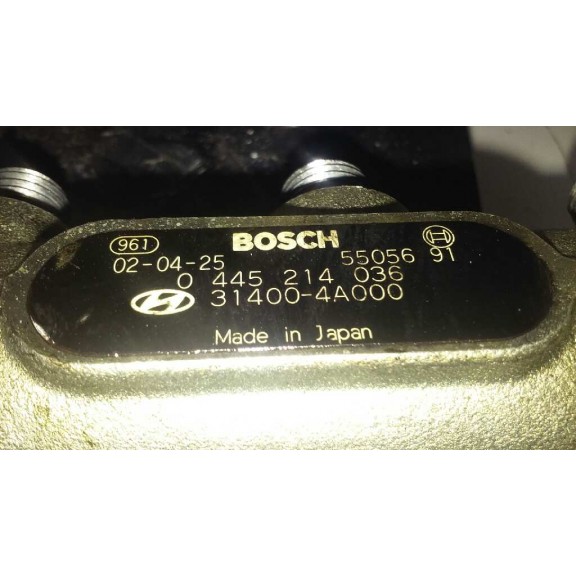 961 BOSCH
02-04-25 55056 91
0 445 214 036
31400-4A000
Made in Japan